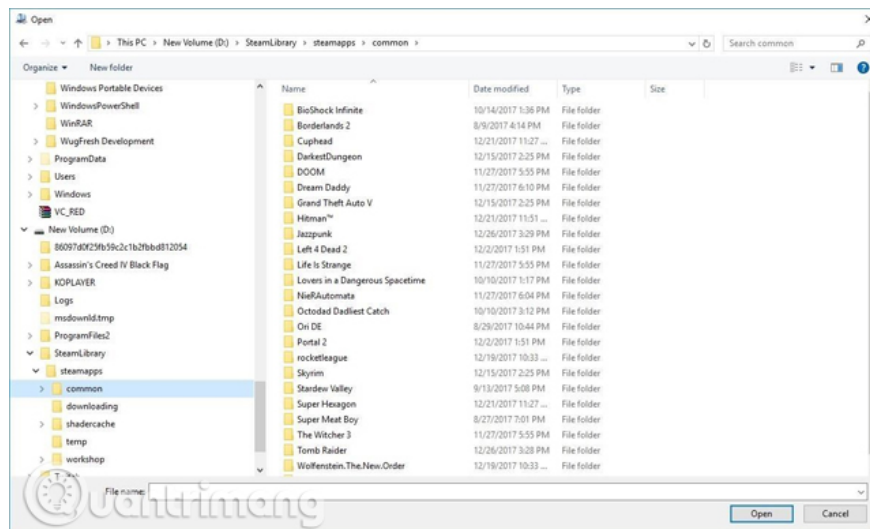 Open
This PC > New Volume (D:) > SteamLibrary > steamapps > common >
Search common
Organize
New folder
Windows Portable Devices
WindowsPowerShell
WinRAR
WugFresh Development
ProgramData
Users
Windows
VC_RED
New Volume (D:)
86097d0f25fb59c2c1b2fbbd812054
Assassin's Creed IV Black Flag
KOPLAYER
Logs
msdownld.tmp
ProgramFiles2
SteamLibrary
steamapps
common
downloading
shadercache
temp
workshop
Name Date modified Type Size
BioShock Infinite 10/14/2017 1:36 PM File folder
Borderlands 2 8/9/2017 4:14 PM File folder
Cuphead 12/21/2017 11:27 ... File folder
DarkestDungeon 12/15/2017 2:25 PM File folder
DOOM 11/27/2017 5:55 PM File folder
Dream Daddy 11/27/2017 6:10 PM File folder
Grand Theft Auto V 12/15/2017 2:25 PM File folder
Hitman™ 12/21/2017 11:51 ... File folder
Jazzpunk 12/26/2017 3:29 PM File folder
Left 4 Dead 2 12/2/2017 1:51 PM File folder
Life Is Strange 11/27/2017 5:55 PM File folder
Lovers in a Dangerous Spacetime 10/10/2017 1:17 PM File folder
NieRAutomata 11/27/2017 6:04 PM File folder
Octodad Dadliest Catch 10/10/2017 3:12 PM File folder
Ori DE 8/29/2017 10:44 PM File folder
Portal 2 12/2/2017 1:51 PM File folder
rocketleague 12/19/2017 10:33 ... File folder
Skyrim 12/15/2017 2:25 PM File folder
Stardew Valley 9/13/2017 5:08 PM File folder
Super Hexagon 12/21/2017 11:27 ... File folder
Super Meat Boy 8/27/2017 7:01 PM File folder
The Witcher 3 11/27/2017 5:55 PM File folder
Tomb Raider 12/26/2017 3:28 PM File folder
Wolfenstein.The.New.Order 12/19/2017 10:33 ... File folder
File name:
Quantrimang
Open
Cancel